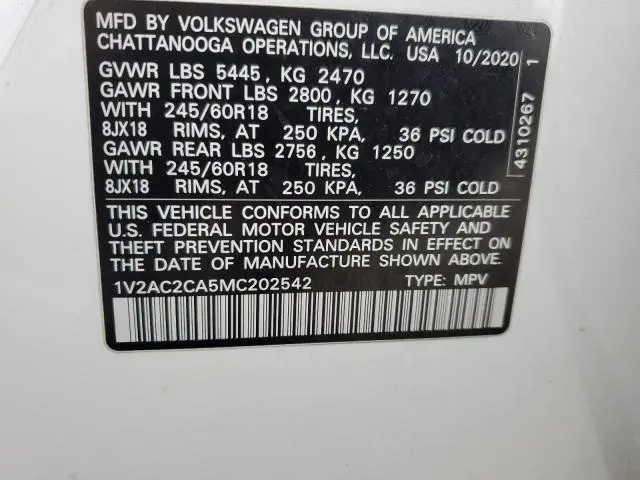 MFD BY VOLKSWAGEN GROUP OF AMERICA
CHATTANOOGA OPERATIONS, LLC. USA 10/2020
GVWR LBS 5445, KG 2470
GAWR FRONT LBS 2800, KG 1270
WITH 245/60R18 TIRES,
8JX18 RIMS, AT 250 KPA, 36 PSI COLD
GAWR REAR LBS 2756, KG 1250
WITH 245/60R18 TIRES,
8JX18 RIMS, AT 250 KPA, 36 PSI COLD
THIS VEHICLE CONFORMS TO ALL APPLICABLE
U.S. FEDERAL MOTOR VEHICLE SAFETY AND
THEFT PREVENTION STANDARDS IN EFFECT ON
THE DATE OF MANUFACTURE SHOWN ABOVE.
1V2AC2CA5MC202542 TYPE: MPV
4310267 1